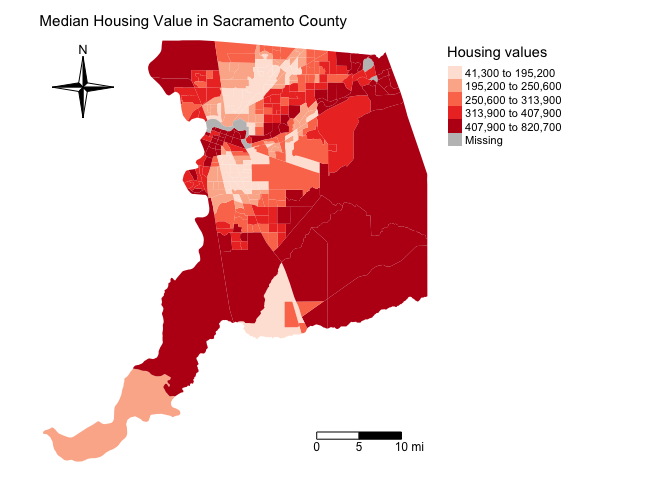 Median Housing Value in Sacramento County
N
Housing values
41,300 to 195,200
195,200 to 250,600
250,600 to 313,900
313,900 to 407,900
407,900 to 820,700
Missing
0 5 10 mi